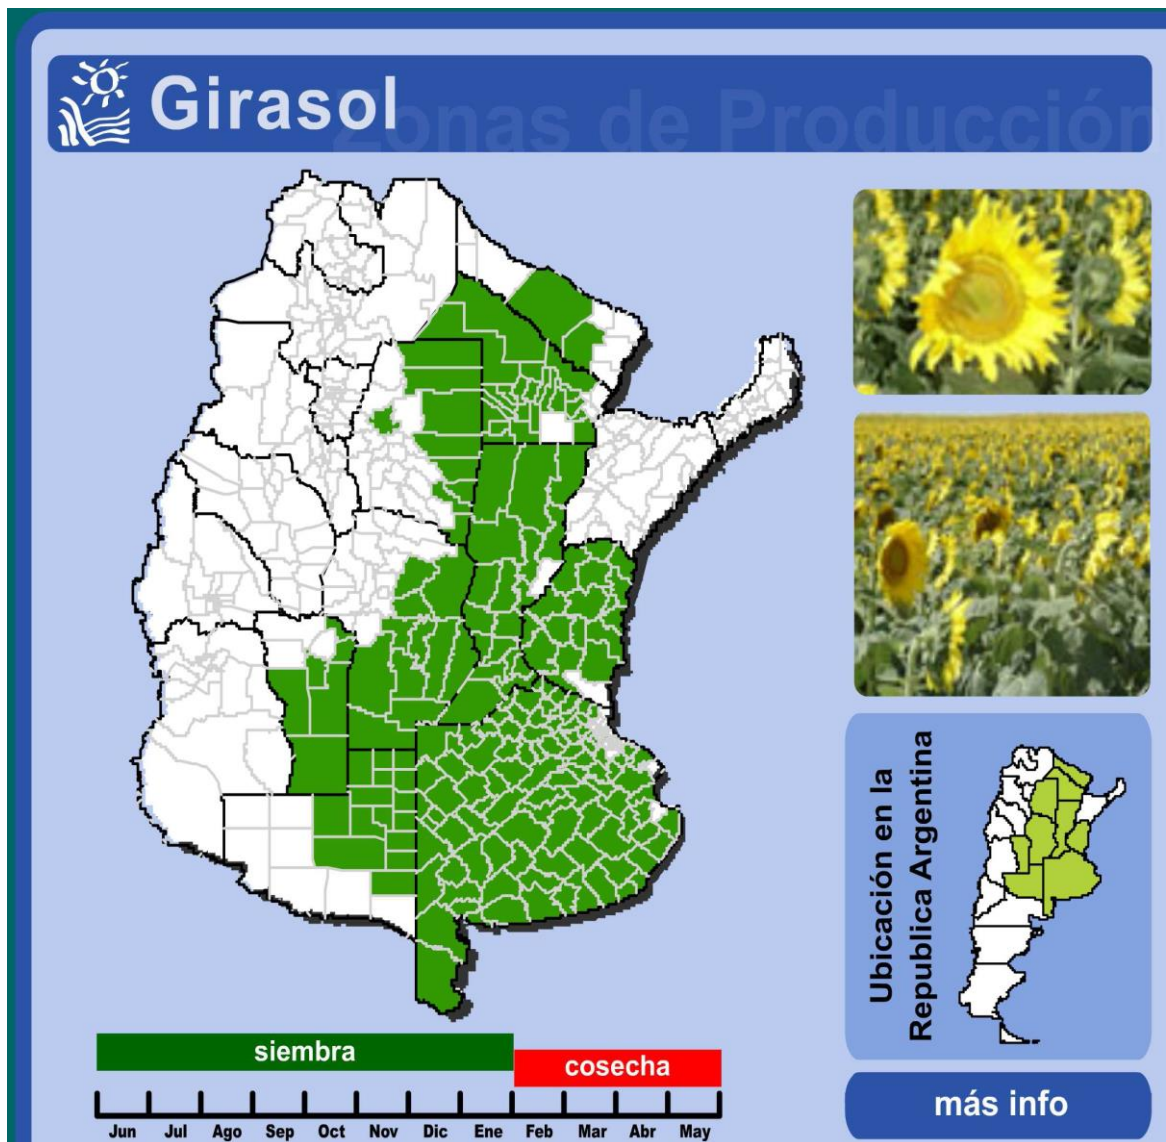 Girasol
Zonas de Producción
Ubicación en la
Republica Argentina
siembra
cosecha
Jun Jul Ago Sep Oct Nov Dic Ene Feb Mar Abr May
más info